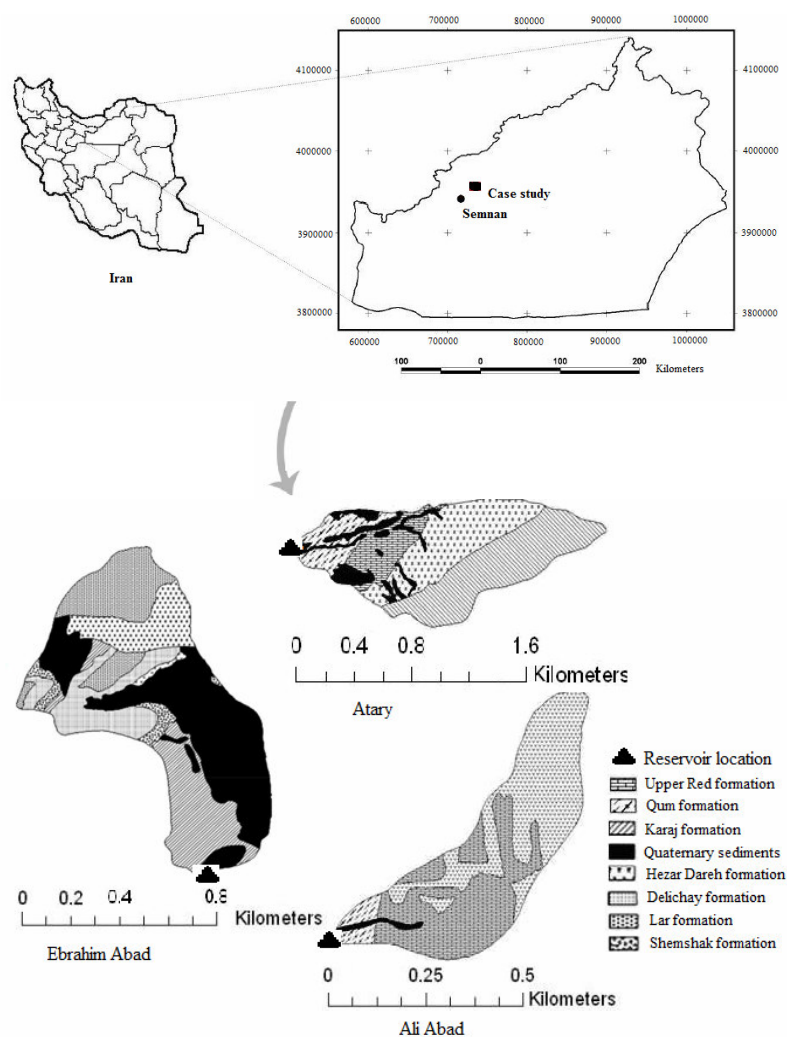 600000 700000 800000 900000 1000000
4100000 4100000
4000000 4000000
Case study
Semnan
3900000 3900000
Iran
3800000 3800000
600000 700000 800000 900000 1000000
100 0 100 200 Kilometers
0 0.4 0.8 1.6
Kilometers
Atary
Reservoir location
Upper Red formation
Qum formation
Karaj formation
Quaternary sediments
Hezar Dareh formation
Delichay formation
Lar formation
Shemshak formation
0 0.2 0.4 0.8
Kilometers
Ebrahim Abad
0 0.25 0.5
Kilometers
Ali Abad